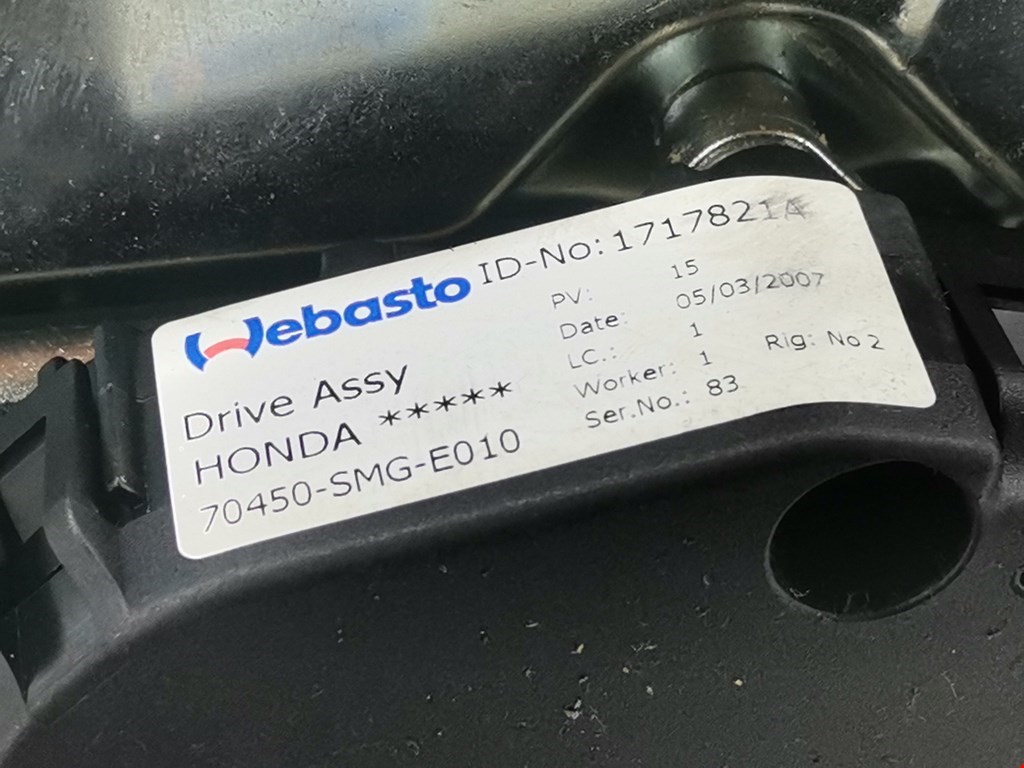 Webasto
ID-No: 1717821A
Drive Assy
HONDA *****
70450-SMG-E010
PV: 15
Date: 05/03/2007
LC.: 1
Worker: 1 Rig: No 2
Ser.No.: 83